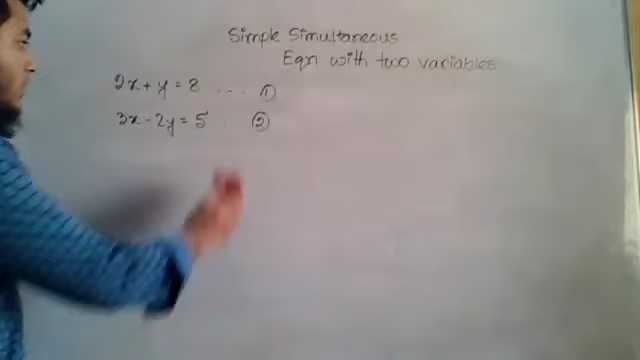 Simple Simultaneous
Eqn with two variables
2x + y = 8 ... ①
3x - 2y = 5 .. ②